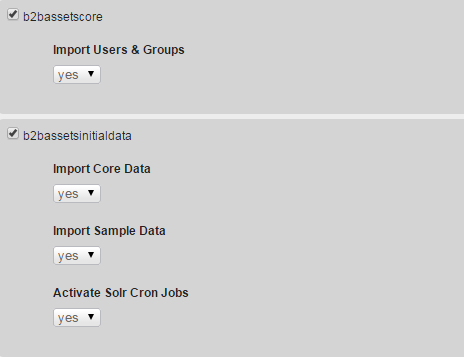 b2bassetscore
Import Users & Groups
yes
b2bassetsinitialdata
Import Core Data
yes
Import Sample Data
yes
Activate Solr Cron Jobs
yes